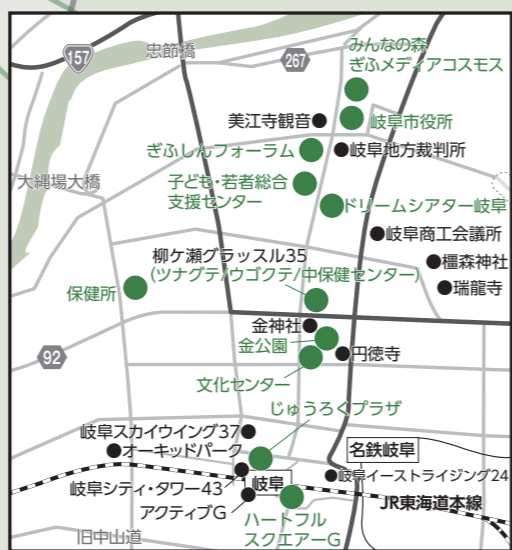 157
忠節橋
267
みんなの森
ぎふメディアコスモス
美江寺観音
岐阜市役所
ぎふしんフォーラム
岐阜地方裁判所
大縄場大橋
子ども・若者総合
支援センター
ドリームシアター岐阜
岐阜商工会議所
柳ケ瀬グラッスル35
(ツナグテ/ウゴクテ/中保健センター)
橿森神社
瑞龍寺
保健所
金神社
金公園
円徳寺
92
文化センター
じゅうろくプラザ
岐阜スカイウイング37
オーキッドパーク
名鉄岐阜
岐阜シティ・タワー43
岐阜
岐阜イーストライジング24
アクティブG
JR東海道本線
ハートフル
スクエアーG
旧中山道